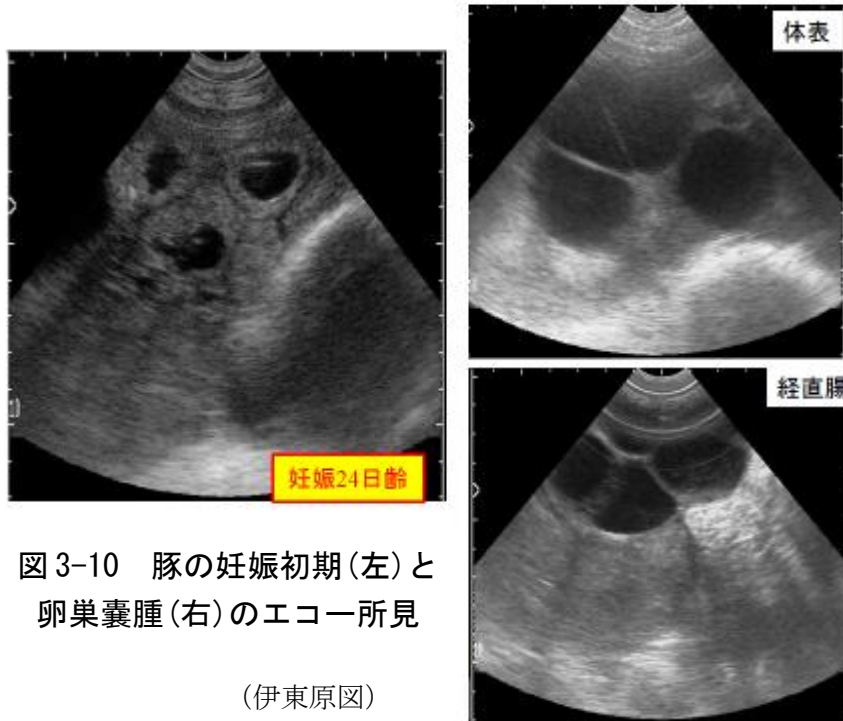 体表
妊娠24日齢
経直腸
図3-10　豚の妊娠初期(左)と
卵巣嚢腫(右)のエコー所見
(伊東原図)